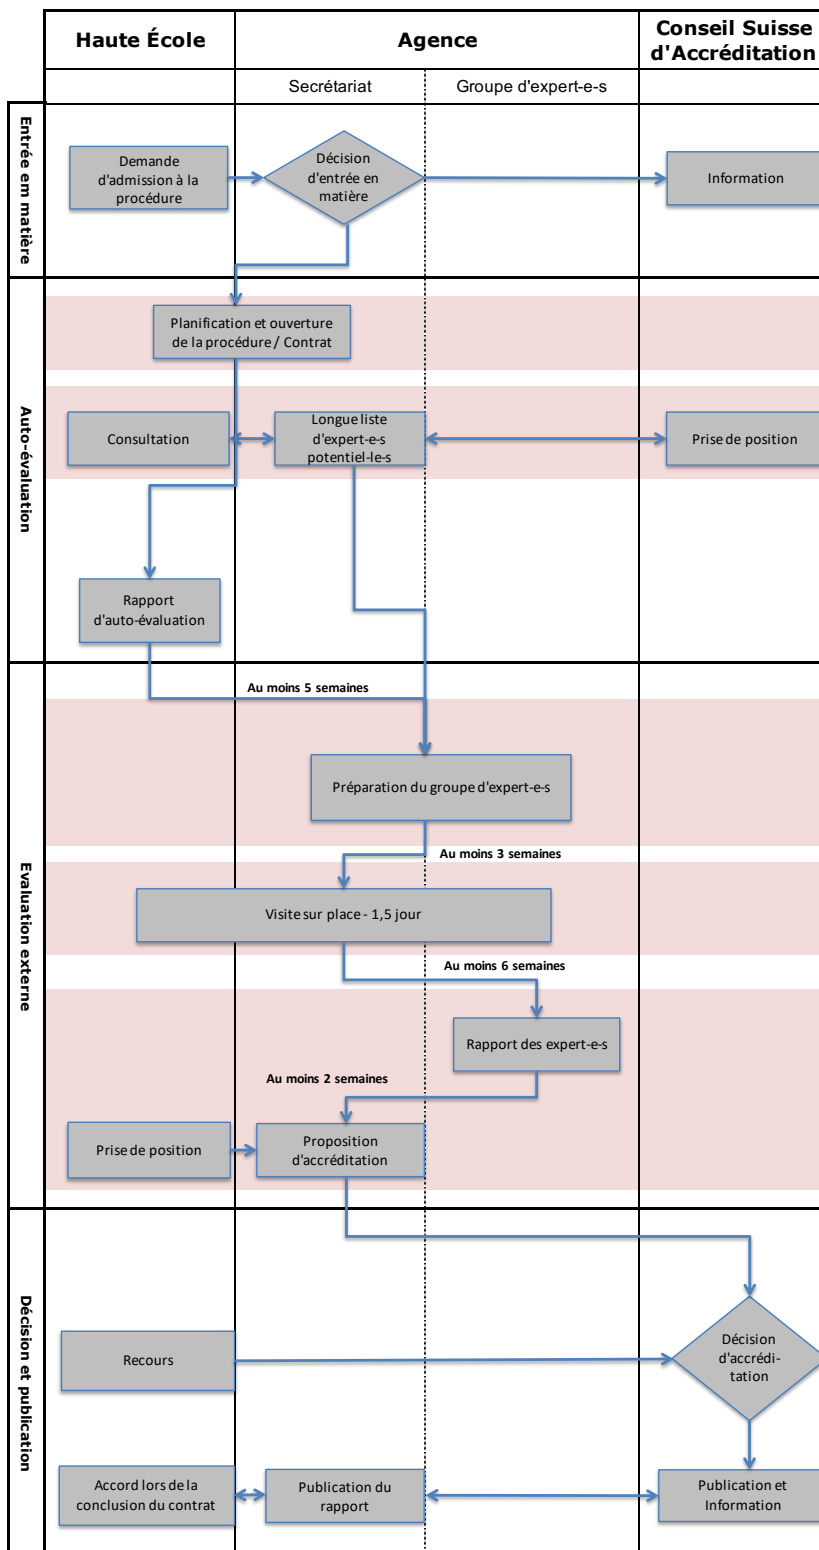 Haute École
Agence
Conseil Suisse
d'Accréditation
Secrétariat
Groupe d'expert-e-s
Entrée em matière
Demande
d'admission à la
procédure
Décision
d'entrée en
matière
Information
Auto-évaluation
Planification et ouverture
de la procédure / Contrat
Consultation
Longue liste
d'expert-e-s
potentiel-le-s
Prise de position
Rapport
d'auto-évaluation
Evaluation externe
Au moins 5 semaines
Préparation du groupe d'expert-e-s
Au moins 3 semaines
Visite sur place - 1,5 jour
Au moins 6 semaines
Rapport des expert-e-s
Au moins 2 semaines
Prise de position
Proposition
d'accréditation
Décision et publication
Décision
d'accrédi-
tation
Recours
Accord lors de la
conclusion du contrat
Publication du
rapport
Publication et
Information